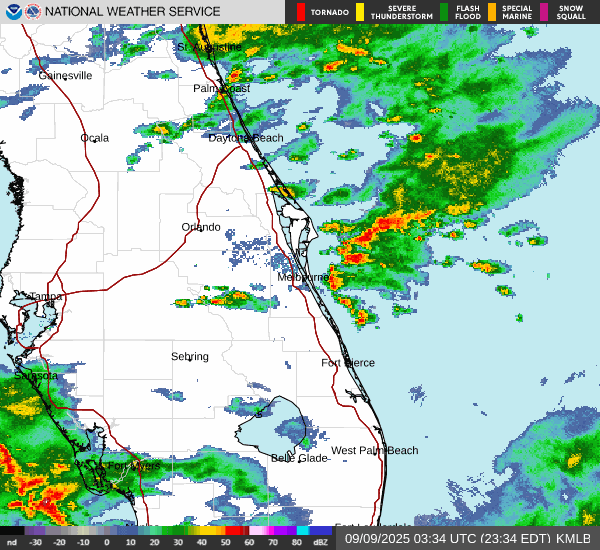 NATIONAL WEATHER SERVICE
TORNADO
SEVERE THUNDERSTORM
FLASH FLOOD
SPECIAL MARINE
SNOW SQUALL
St. Augustine
Gainesville
Palm Coast
Ocala
Daytona Beach
Orlando
Melbourne
Tampa
Sebring
Fort Pierce
Sarasota
West Palm Beach
Belle Glade
Fort Myers
nd -30 -20 -10 0 10 20 30 40 50 60 70 80 dBZ
09/09/2025 03:34 UTC (23:34 EDT) KMLB